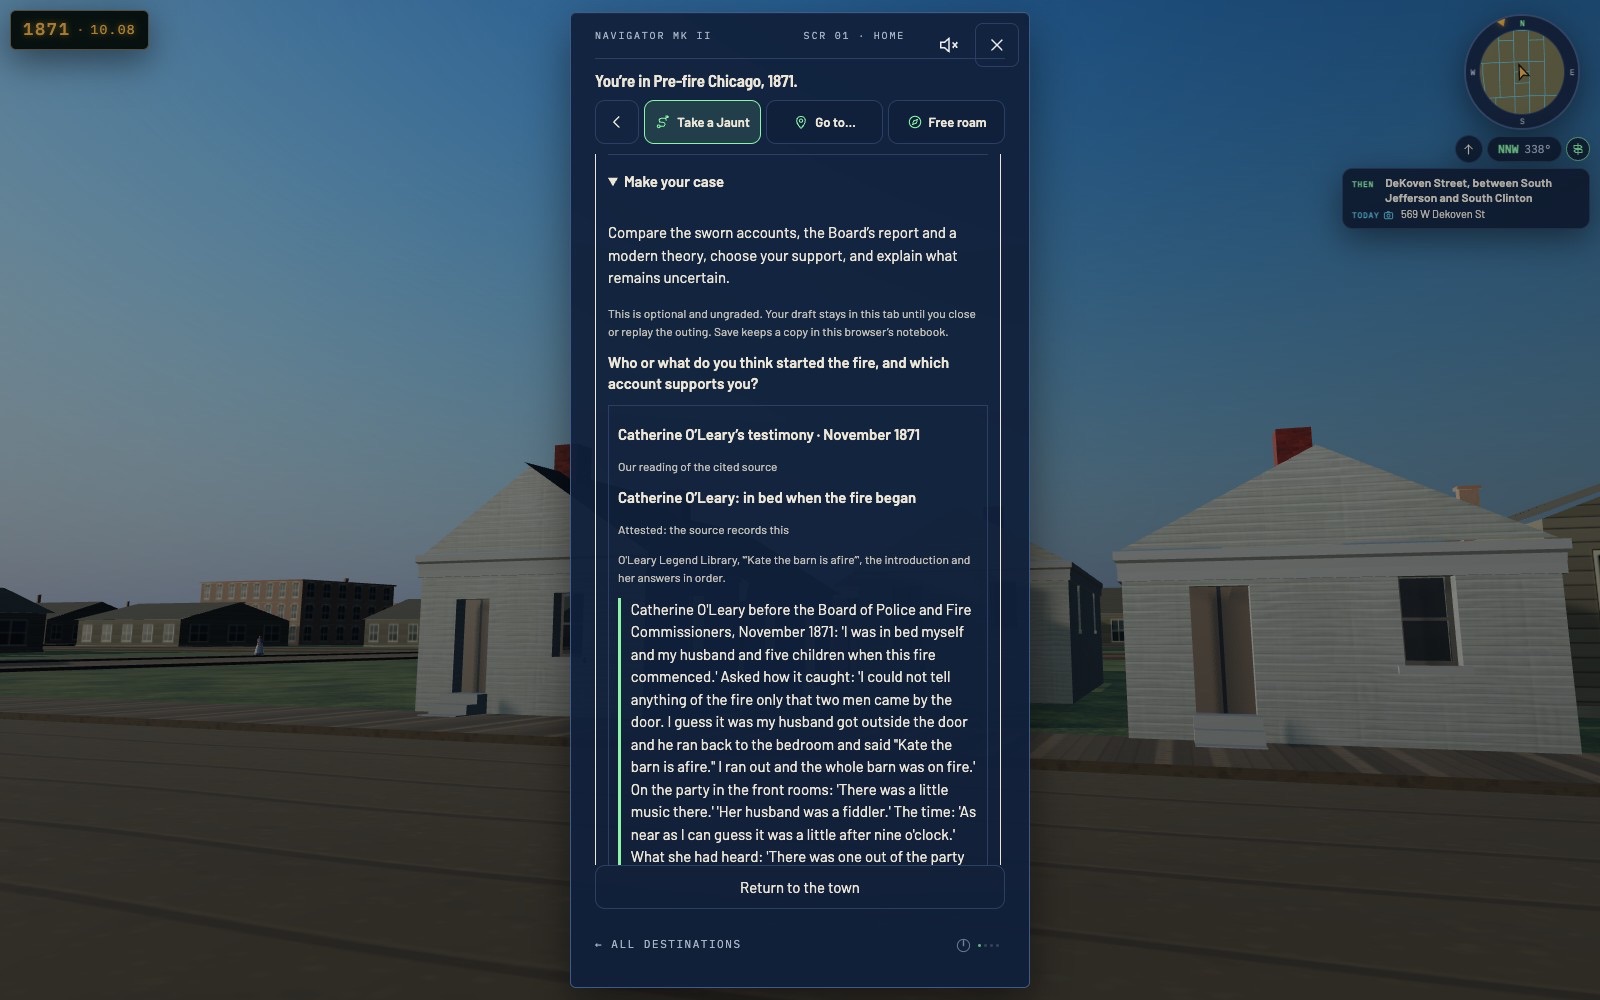 1871 · 10.08
NAVIGATOR MK II
SCR 01 · HOME
You're in Pre-fire Chicago, 1871.
Take a Jaunt
Go to...
Free roam
▼ Make your case
Compare the sworn accounts, the Board's report and a
modern theory, choose your support, and explain what
remains uncertain.
This is optional and ungraded. Your draft stays in this tab until you close
or replay the outing. Save keeps a copy in this browser's notebook.
Who or what do you think started the fire, and which
account supports you?
Catherine O'Leary's testimony · November 1871
Our reading of the cited source
Catherine O'Leary: in bed when the fire began
Attested: the source records this
O'Leary Legend Library, "'Kate the barn is afire'", the introduction and
her answers in order.
Catherine O'Leary before the Board of Police and Fire
Commissioners, November 1871: 'I was in bed myself
and my husband and five children when this fire
commenced.' Asked how it caught: 'I could not tell
anything of the fire only that two men came by the
door. I guess it was my husband got outside the door
and he ran back to the bedroom and said "Kate the
barn is afire." I ran out and the whole barn was on fire.'
On the party in the front rooms: 'There was a little
music there.' 'Her husband was a fiddler.' The time: 'As
near as I can guess it was a little after nine o'clock.'
What she had heard: 'There was one out of the party
Return to the town
← ALL DESTINATIONS
N
W
E
S
NNW 338°
THEN DeKoven Street, between South
Jefferson and South Clinton
TODAY 569 W Dekoven St